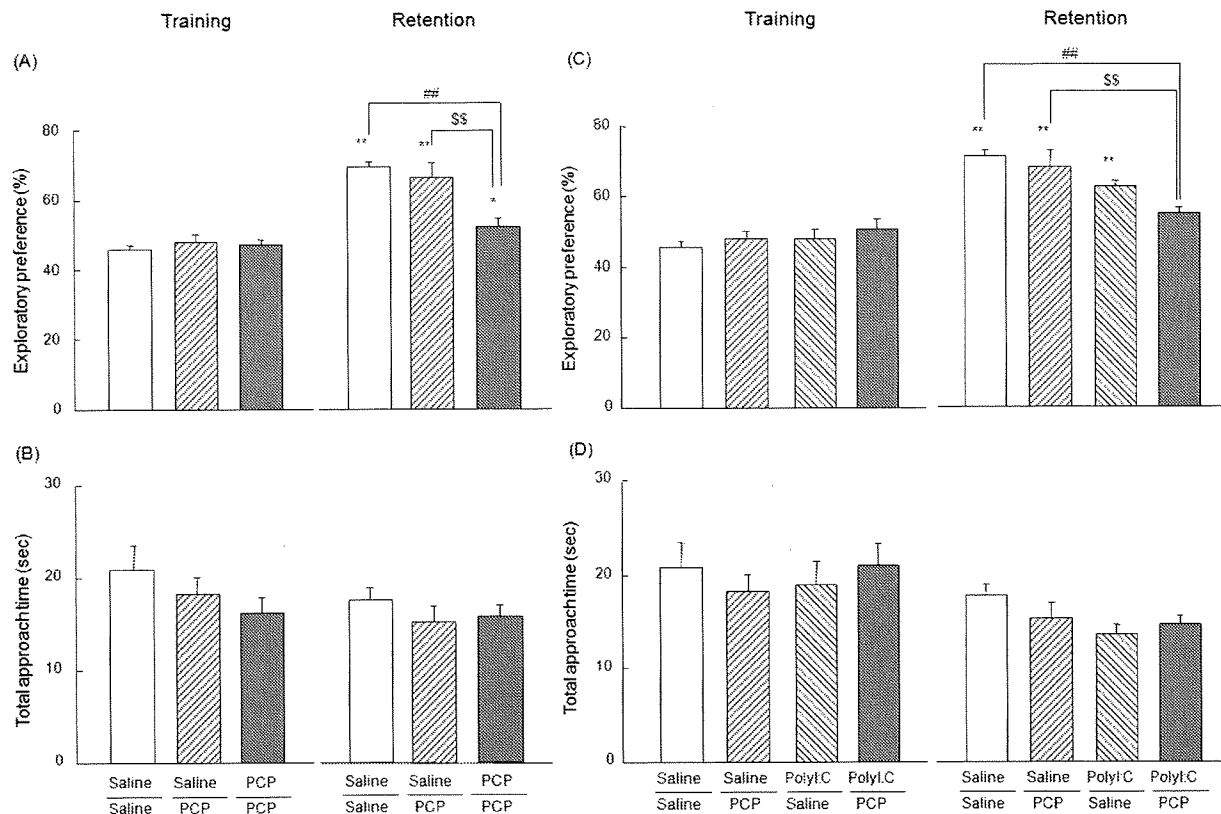 Training Retention Training Retention
(A)
(C)
##
$$
##
$$
Exploratory preference (%)
80
60
40
20
0
** ** *
Exploratory preference (%)
80
60
40
20
0
** ** **
(B)
(D)
Total approach time (sec)
30
20
10
0
Total approach time (sec)
30
20
10
0
Saline Saline PCP Saline Saline PCP Saline Saline PolyI:C PolyI:C Saline Saline PolyI:C PolyI:C
Saline PCP PCP Saline PCP PCP Saline PCP Saline PCP Saline PCP Saline PCP